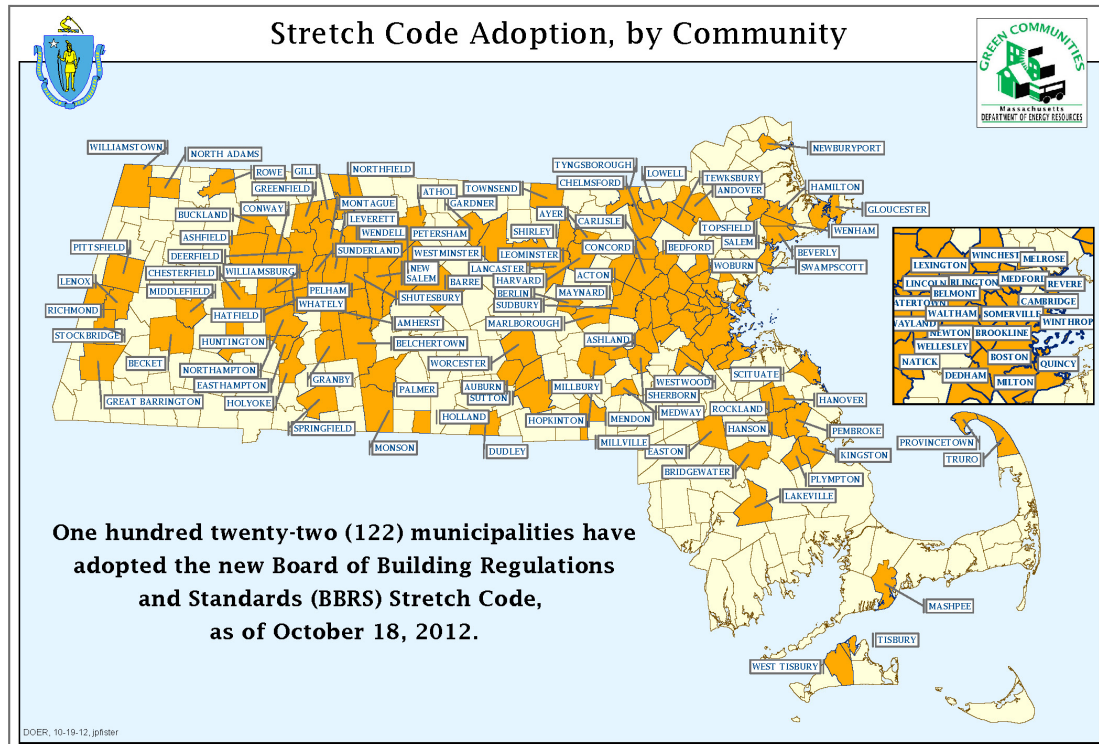 Stretch Code Adoption, by Community
GREEN COMMUNITIES
Massachusetts
DEPARTMENT OF ENERGY RESOURCES
WILLIAMSTOWN
NORTH ADAMS
ROWE
GILL
NORTHFIELD
GREENFIELD
BUCKLAND
CONWAY
MONTAGUE
LEVERETT
WENDELL
ATHOL
GARDNER
TOWNSEND
TYNGSBOROUGH
CHELMSFORD
LOWELL
TEWKSBURY
ANDOVER
NEWBURYPORT
HAMILTON
GLOUCESTER
WENHAM
TOPSFIELD
SALEM
BEVERLY
SWAMPSCOTT
WOBURN
BEDFORD
CARLISLE
CONCORD
AYER
SHIRLEY
PETERSHAM
WESTMINSTER
LEOMINSTER
LANCASTER
HARVARD
ACTON
BERLIN
MAYNARD
SUDBURY
MARLBOROUGH
BARRE
NEW
SALEM
SUNDERLAND
ASHFIELD
DEERFIELD
PITTSFIELD
CHESTERFIELD
WILLIAMSBURG
PELHAM
SHUTESBURY
LENOX
MIDDLEFIELD
WHATELY
RICHMOND
HATFIELD
AMHERST
STOCKBRIDGE
HUNTINGTON
BELCHERTOWN
BECKET
NORTHAMPTON
EASTHAMPTON
GRANBY
WORCESTER
ASHLAND
GREAT BARRINGTON
HOLYOKE
PALMER
AUBURN
SUTTON
MILLBURY
WESTWOOD
SHERBORN
SCITUATE
SPRINGFIELD
HOLLAND
HOPKINTON
MENDON
MEDWAY
ROCKLAND
HANOVER
MONSON
DUDLEY
MILLVILLE
EASTON
HANSON
PEMBROKE
BRIDGEWATER
KINGSTON
PLYMPTON
LAKEVILLE
PROVINCETOWN
TRURO
MASHPEE
TISBURY
WEST TISBURY
LEXINGTON
WINCHEST
MELROSE
LINCOLN
RLINGTON
MEDFORD
REVERE
BELMONT
ATERTOWN
CAMBRIDGE
WALTHAM
SOMERVILLE
WAYLAND
WINTHROP
NEWTON
BROOKLINE
WELLESLEY
NATICK
BOSTON
QUINCY
DEDHAM
MILTON
One hundred twenty-two (122) municipalities have
adopted the new Board of Building Regulations
and Standards (BBRS) Stretch Code,
as of October 18, 2012.
DOER, 10-19-12, jpfister